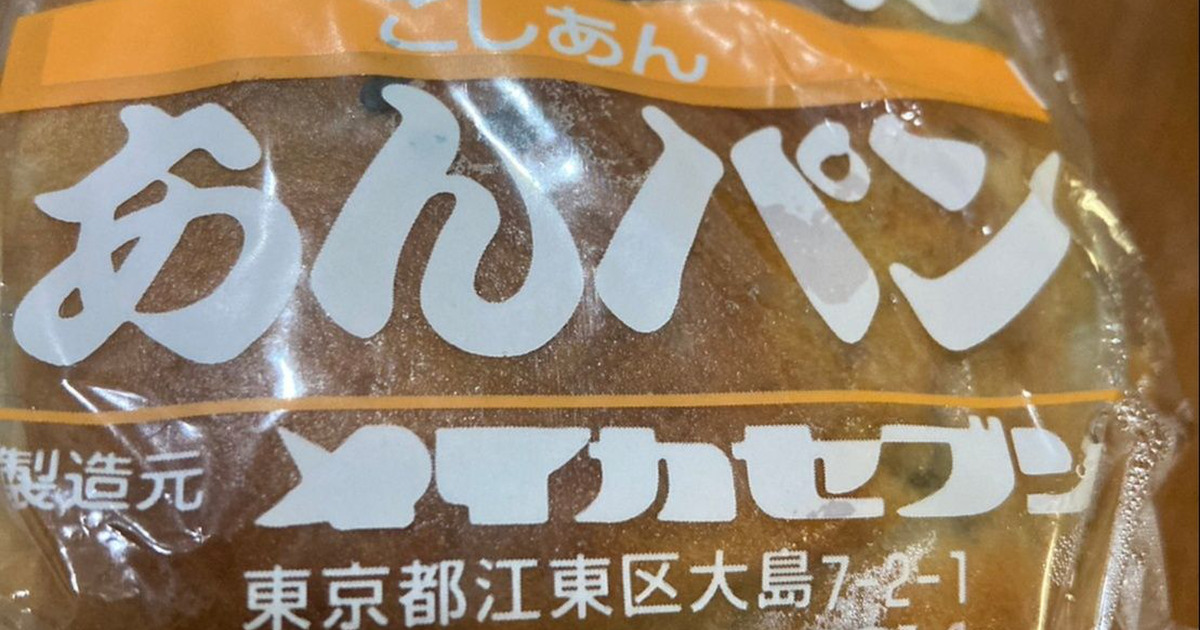 こしあん
あんパン
製造元 メイカセブン
東京都江東区大島7-2-1